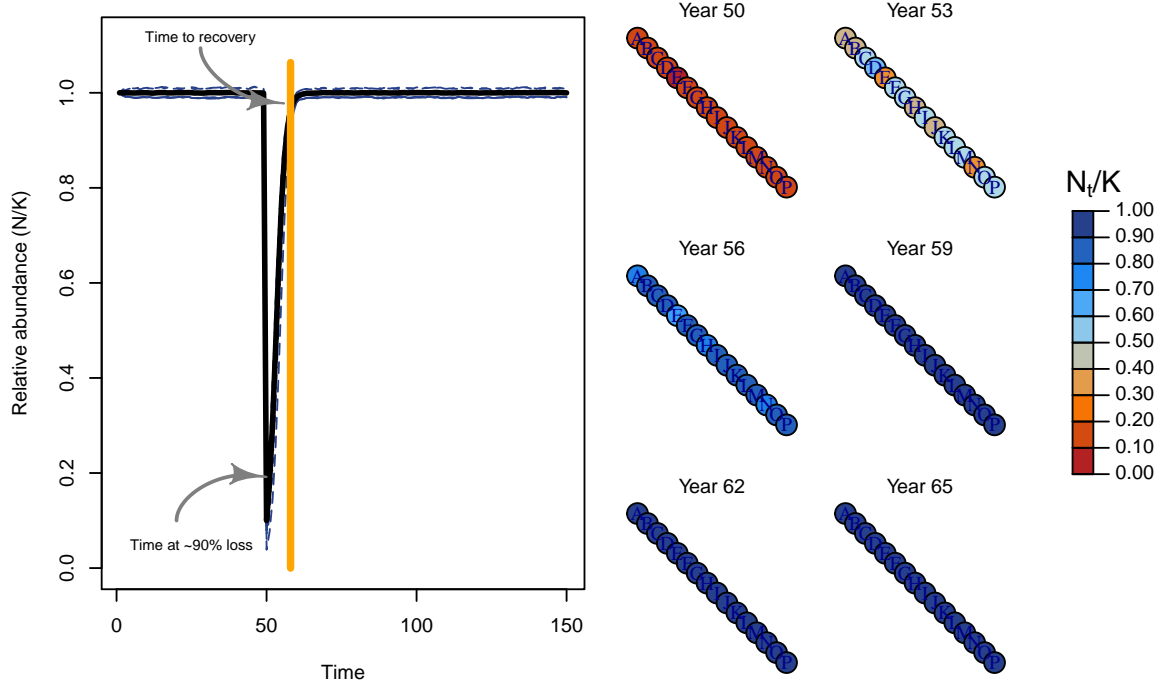 Relative abundance (N/K)
1.0
0.8
0.6
0.4
0.2
0.0
Time to recovery
Time at ~90% loss
0
50
100
150
Time
Year 50
A
B
C
D
E
F
G
H
I
J
K
L
M
N
O
P
Year 53
A
B
C
D
E
F
G
H
I
J
K
L
M
N
O
P
Year 56
A
B
C
D
E
F
G
H
I
J
K
L
M
N
O
P
Year 59
A
B
C
D
E
F
G
H
I
J
K
L
M
N
O
P
Year 62
A
B
C
D
E
F
G
H
I
J
K
L
M
N
O
P
Year 65
A
B
C
D
E
F
G
H
I
J
K
L
M
N
O
P
Nt/K
1.00
0.90
0.80
0.70
0.60
0.50
0.40
0.30
0.20
0.10
0.00